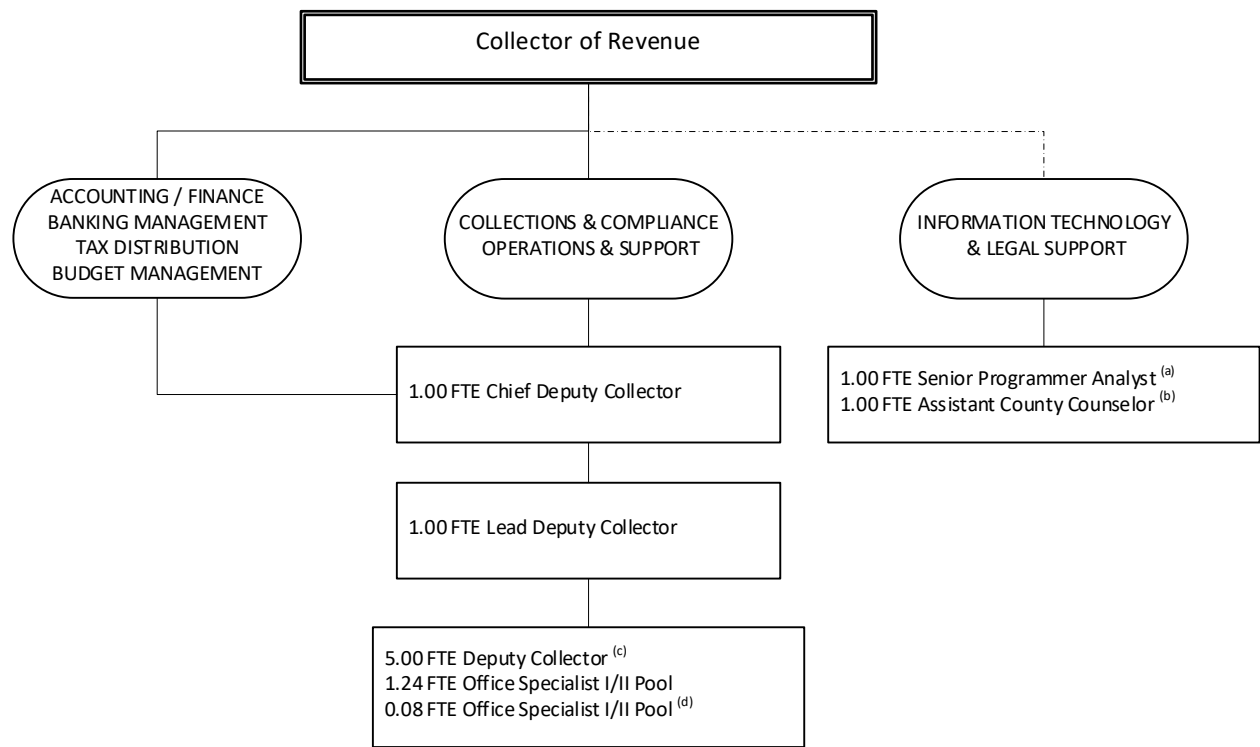 Collector of Revenue
ACCOUNTING / FINANCE
BANKING MANAGEMENT
TAX DISTRIBUTION
BUDGET MANAGEMENT
COLLECTIONS & COMPLIANCE
OPERATIONS & SUPPORT
INFORMATION TECHNOLOGY
& LEGAL SUPPORT
1.00 FTE Chief Deputy Collector
1.00 FTE Senior Programmer Analyst (a)
1.00 FTE Assistant County Counselor (b)
1.00 FTE Lead Deputy Collector
5.00 FTE Deputy Collector (c)
1.24 FTE Office Specialist I/II Pool
0.08 FTE Office Specialist I/II Pool (d)